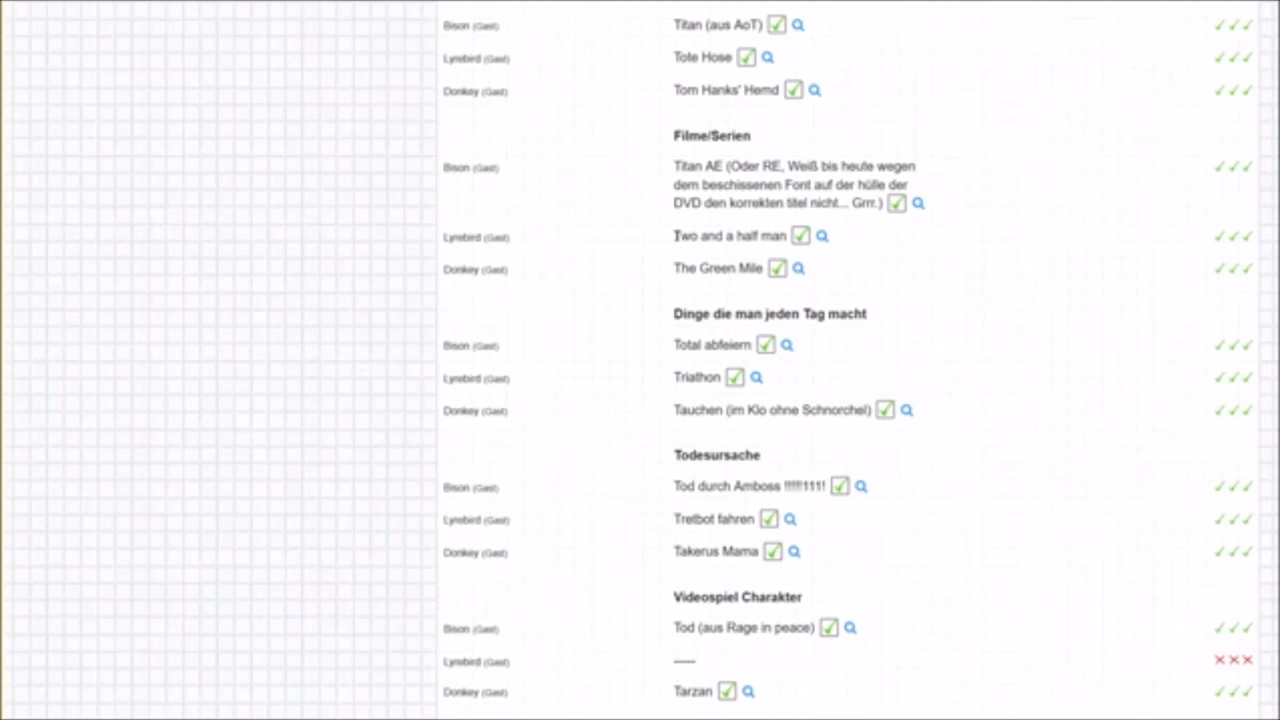 Bison (Gast) Titan (aus AoT)
Lyrebird (Gast) Tote Hose
Donkey (Gast) Tom Hanks' Hemd
Filme/Serien
Bison (Gast) Titan AE (Oder RE, Weiß bis heute wegen
dem beschissenen Font auf der hülle der
DVD den korrekten titel nicht... Grrr.)
Lyrebird (Gast) Two and a half man
Donkey (Gast) The Green Mile
Dinge die man jeden Tag macht
Bison (Gast) Total abfeiern
Lyrebird (Gast) Triathon
Donkey (Gast) Tauchen (im Klo ohne Schnorchel)
Todesursache
Bison (Gast) Tod durch Amboss !!!!!!111!
Lyrebird (Gast) Tretbot fahren
Donkey (Gast) Takerus Mama
Videospiel Charakter
Bison (Gast) Tod (aus Rage in peace)
Lyrebird (Gast) -----
Donkey (Gast) Tarzan